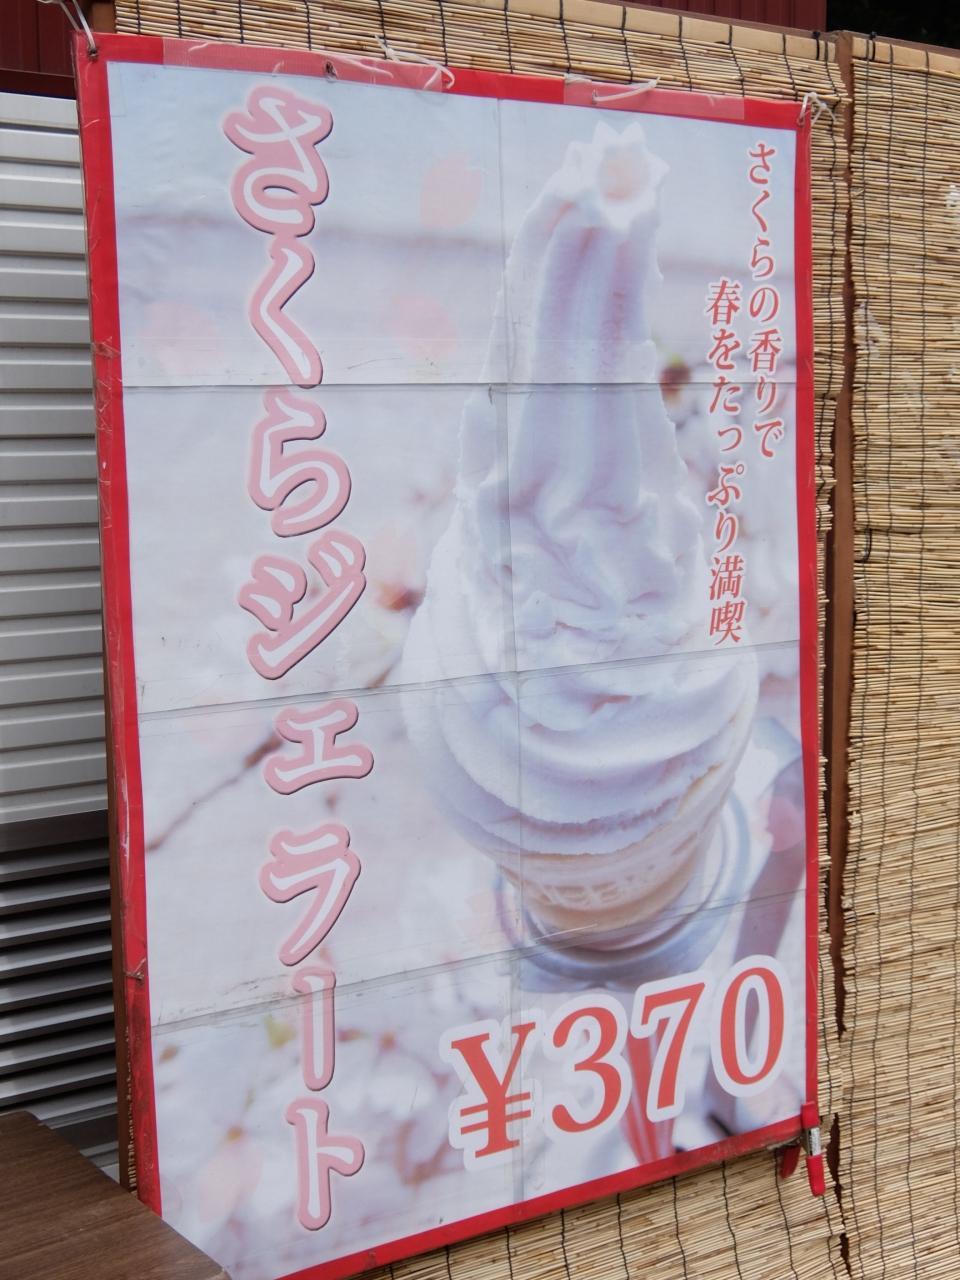 さくらの香りで
春をたっぷり満喫
さくらジェラート
¥370